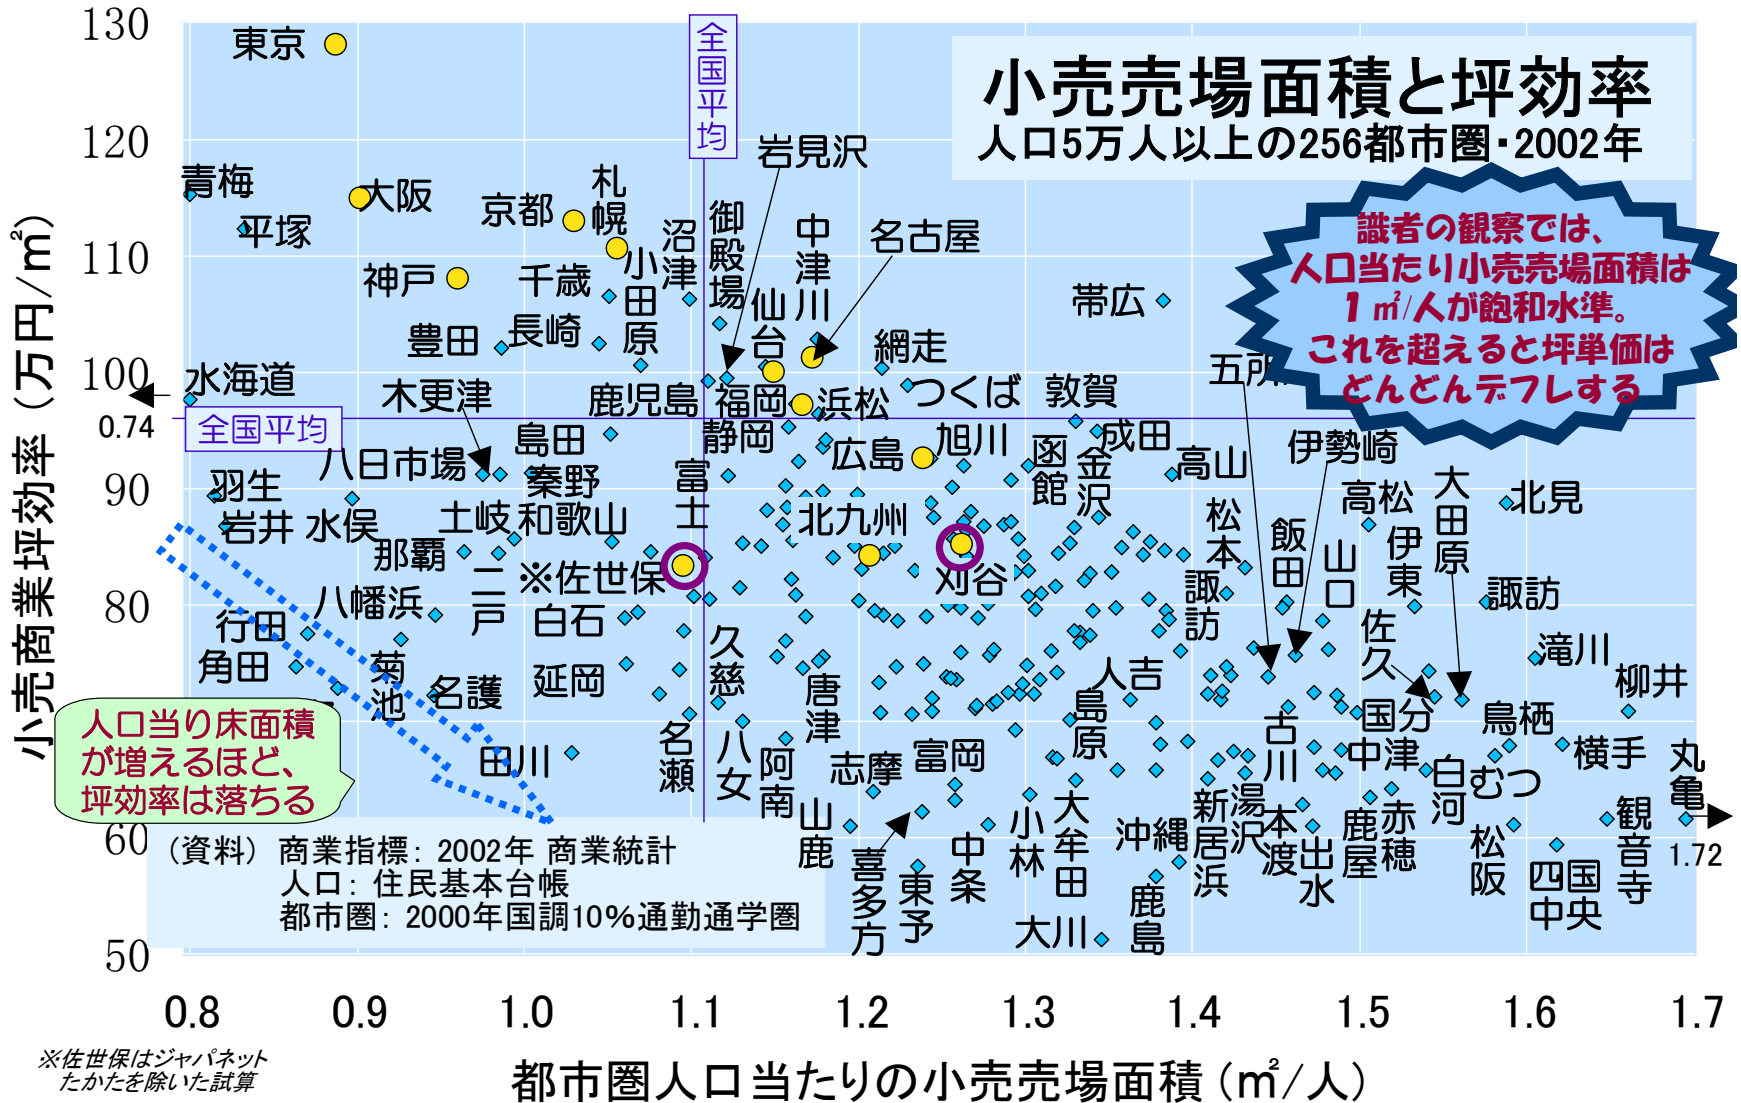 小売売場面積と坪効率
人口5万人以上の256都市圏・2002年
識者の観察では、
人口当たり小売売場面積は
1㎡/人が飽和水準。
これを超えると坪単価は
どんどんデフレする
人口当り床面積
が増えるほど、
坪効率は落ちる
小売商業坪効率（万円/㎡）
130
120
110
100
90
80
60
50
0.74
全国平均
全国平均
東京
青梅
平塚
大阪
京都
札幌
神戸
千歳
小田原
沼津
御殿場
岩見沢
中津川
名古屋
仙台
豊田
長崎
帯広
網走
水海道
木更津
鹿児島
福岡
浜松
つくば
敦賀
五所
静岡
島田
八日市場
秦野
広島
旭川
函館
金沢
成田
高山
伊勢崎
羽生
岩井
水俣
土岐
和歌山
富士
北九州
松本
高松
大田原
北見
那覇
二戸
※佐世保
刈谷
飯田
山口
伊東
八幡浜
白石
諏訪
諏訪
行田
角田
菊池
名護
延岡
久慈
唐津
人吉
島原
佐久
滝川
柳井
国分
鳥栖
古川
中津
田川
名瀬
八女
阿南
志摩
富岡
横手
丸亀
白河
むつ
山鹿
喜多方
東予
中条
小林
大牟田
沖縄
新居浜
湯沢
本渡
出水
鹿屋
赤穂
松阪
四国中央
観音寺
1.72
大川
鹿島
（資料）商業指標：2002年 商業統計
人口：住民基本台帳
都市圏：2000年国調10%通勤通学圏
0.8 0.9 1.0 1.1 1.2 1.3 1.4 1.5 1.6 1.7
都市圏人口当たりの小売売場面積（㎡/人）
※佐世保はジャパネット
たかたを除いた試算